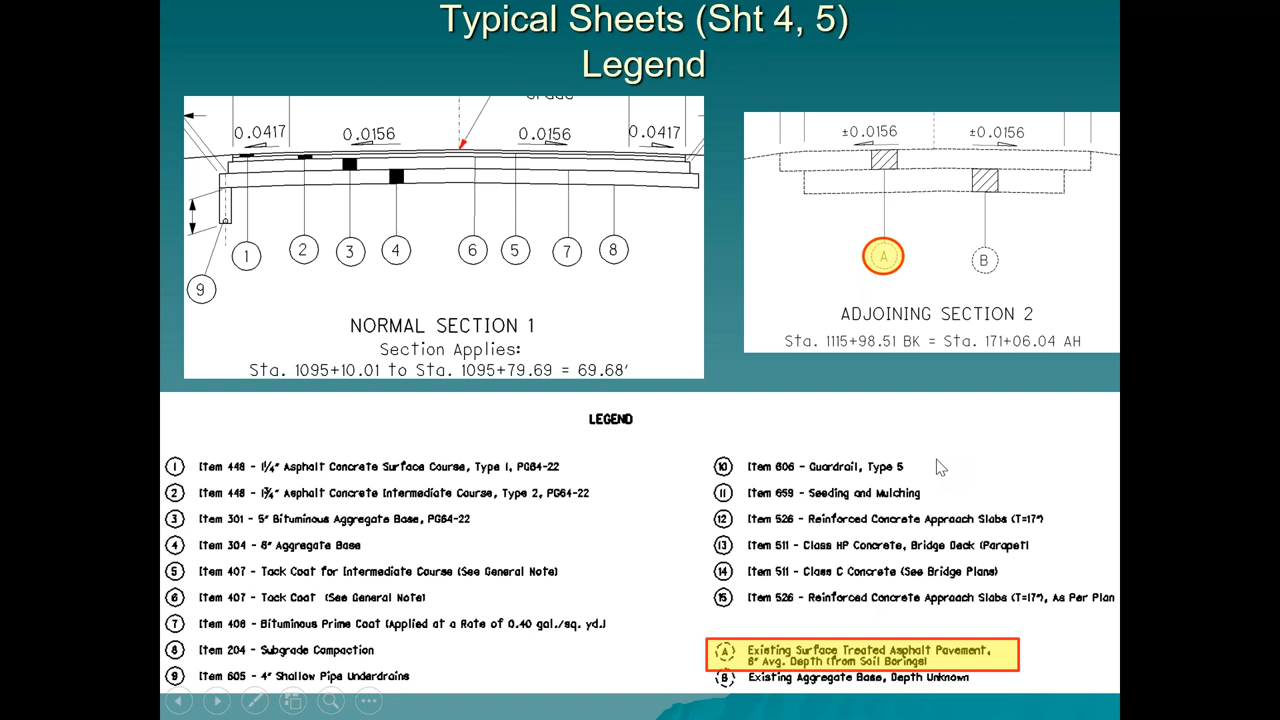 Typical Sheets (Sht 4, 5)
Legend
0.0417
0.0156
0.0156
0.0417
1
2
3
4
6
5
7
8
9
NORMAL SECTION 1
Section Applies:
Sta. 1095+10.01 to Sta. 1095+79.69 = 69.68'
±0.0156
±0.0156
A
B
ADJOINING SECTION 2
Sta. 1115+98.51 BK = Sta. 171+06.04 AH
LEGEND
1 Item 448 - 1¼" Asphalt Concrete Surface Course, Type 1, PG64-22
2 Item 448 - 1¾" Asphalt Concrete Intermediate Course, Type 2, PG64-22
3 Item 301 - 5" Bituminous Aggregate Base, PG64-22
4 Item 304 - 6" Aggregate Base
5 Item 407 - Tack Coat for Intermediate Course (See General Note)
6 Item 407 - Tack Coat (See General Note)
7 Item 408 - Bituminous Prime Coat (Applied at a Rate of 0.40 gal./sq. yd.)
8 Item 204 - Subgrade Compaction
9 Item 605 - 4" Shallow Pipe Underdrains
10 Item 606 - Guardrail, Type 5
11 Item 659 - Seeding and Mulching
12 Item 526 - Reinforced Concrete Approach Slabs (T=17")
13 Item 511 - Class HP Concrete, Bridge Deck (Parapet)
14 Item 511 - Class C Concrete (See Bridge Plans)
15 Item 526 - Reinforced Concrete Approach Slabs (T=17"), As Per Plan
A Existing Surface Treated Asphalt Pavement,
6" Avg. Depth (from Soil Borings)
B Existing Aggregate Base, Depth Unknown